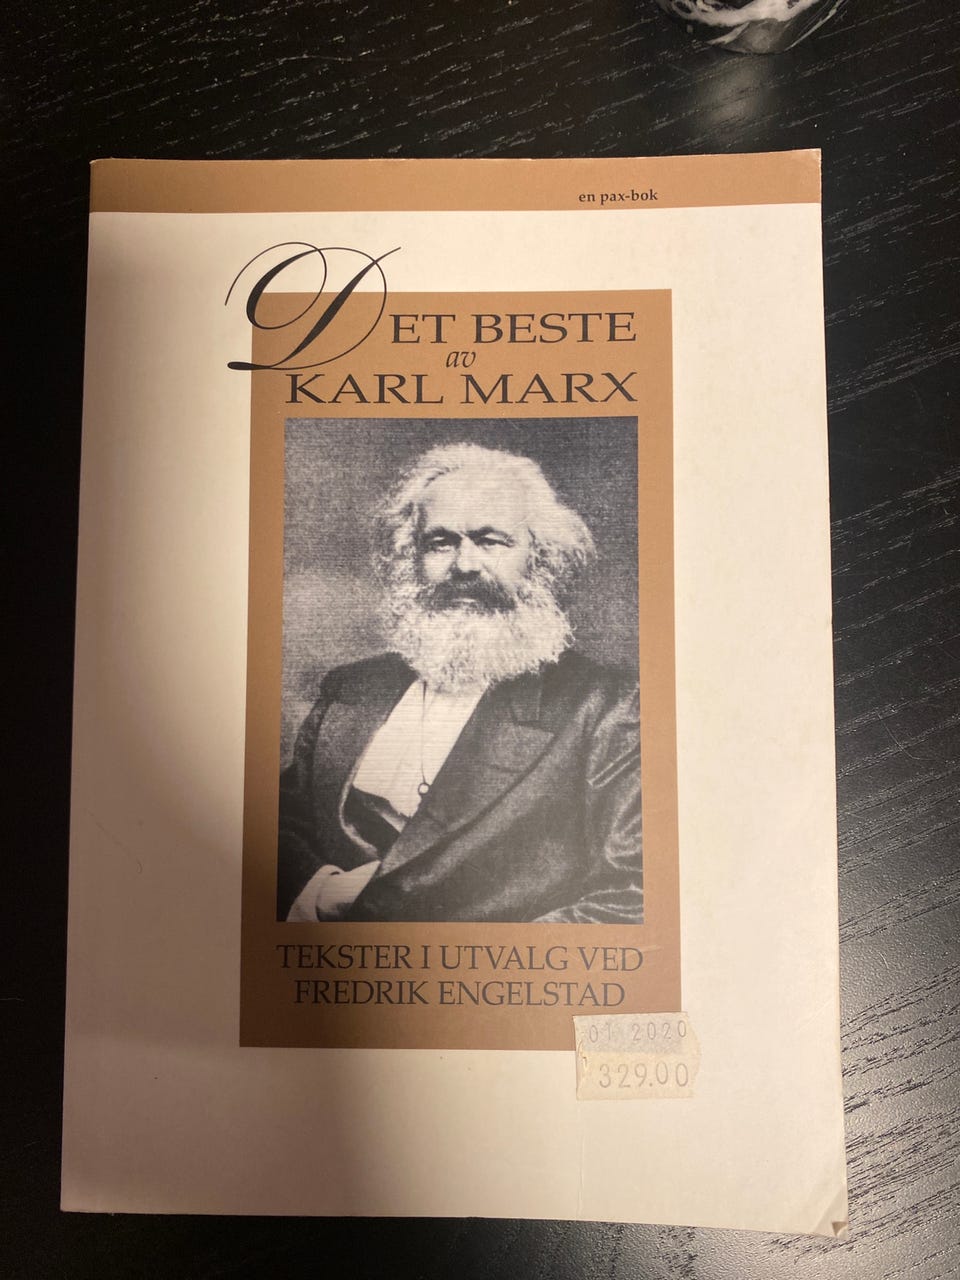 en pax-bok
DET BESTE
av
KARL MARX
TEKSTER I UTVALG VED
FREDRIK ENGELSTAD
01 2020
329.00